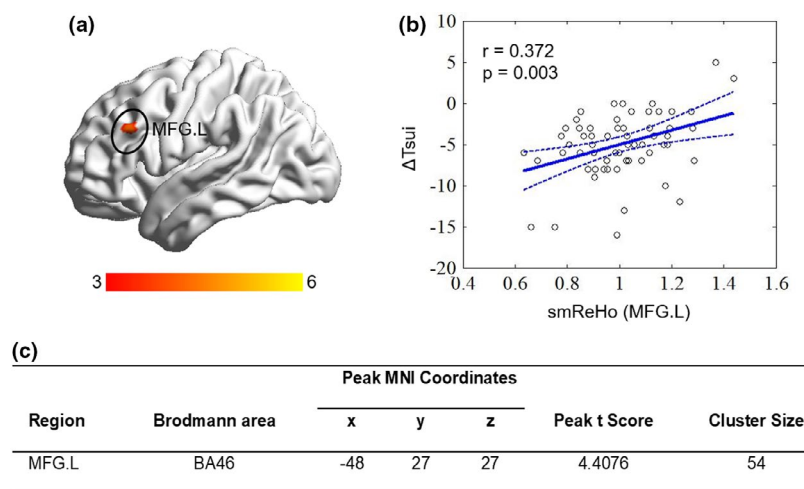 (a)
MFG.L
3 6
(b)
r = 0.372
p = 0.003
ΔTsui
10
5
0
-5
-10
-15
-20
0.4 0.6 0.8 1 1.2 1.4 1.6
smReHo (MFG.L)
(c)
Peak MNI Coordinates
Region Brodmann area x y z Peak t Score Cluster Size
MFG.L BA46 -48 27 27 4.4076 54